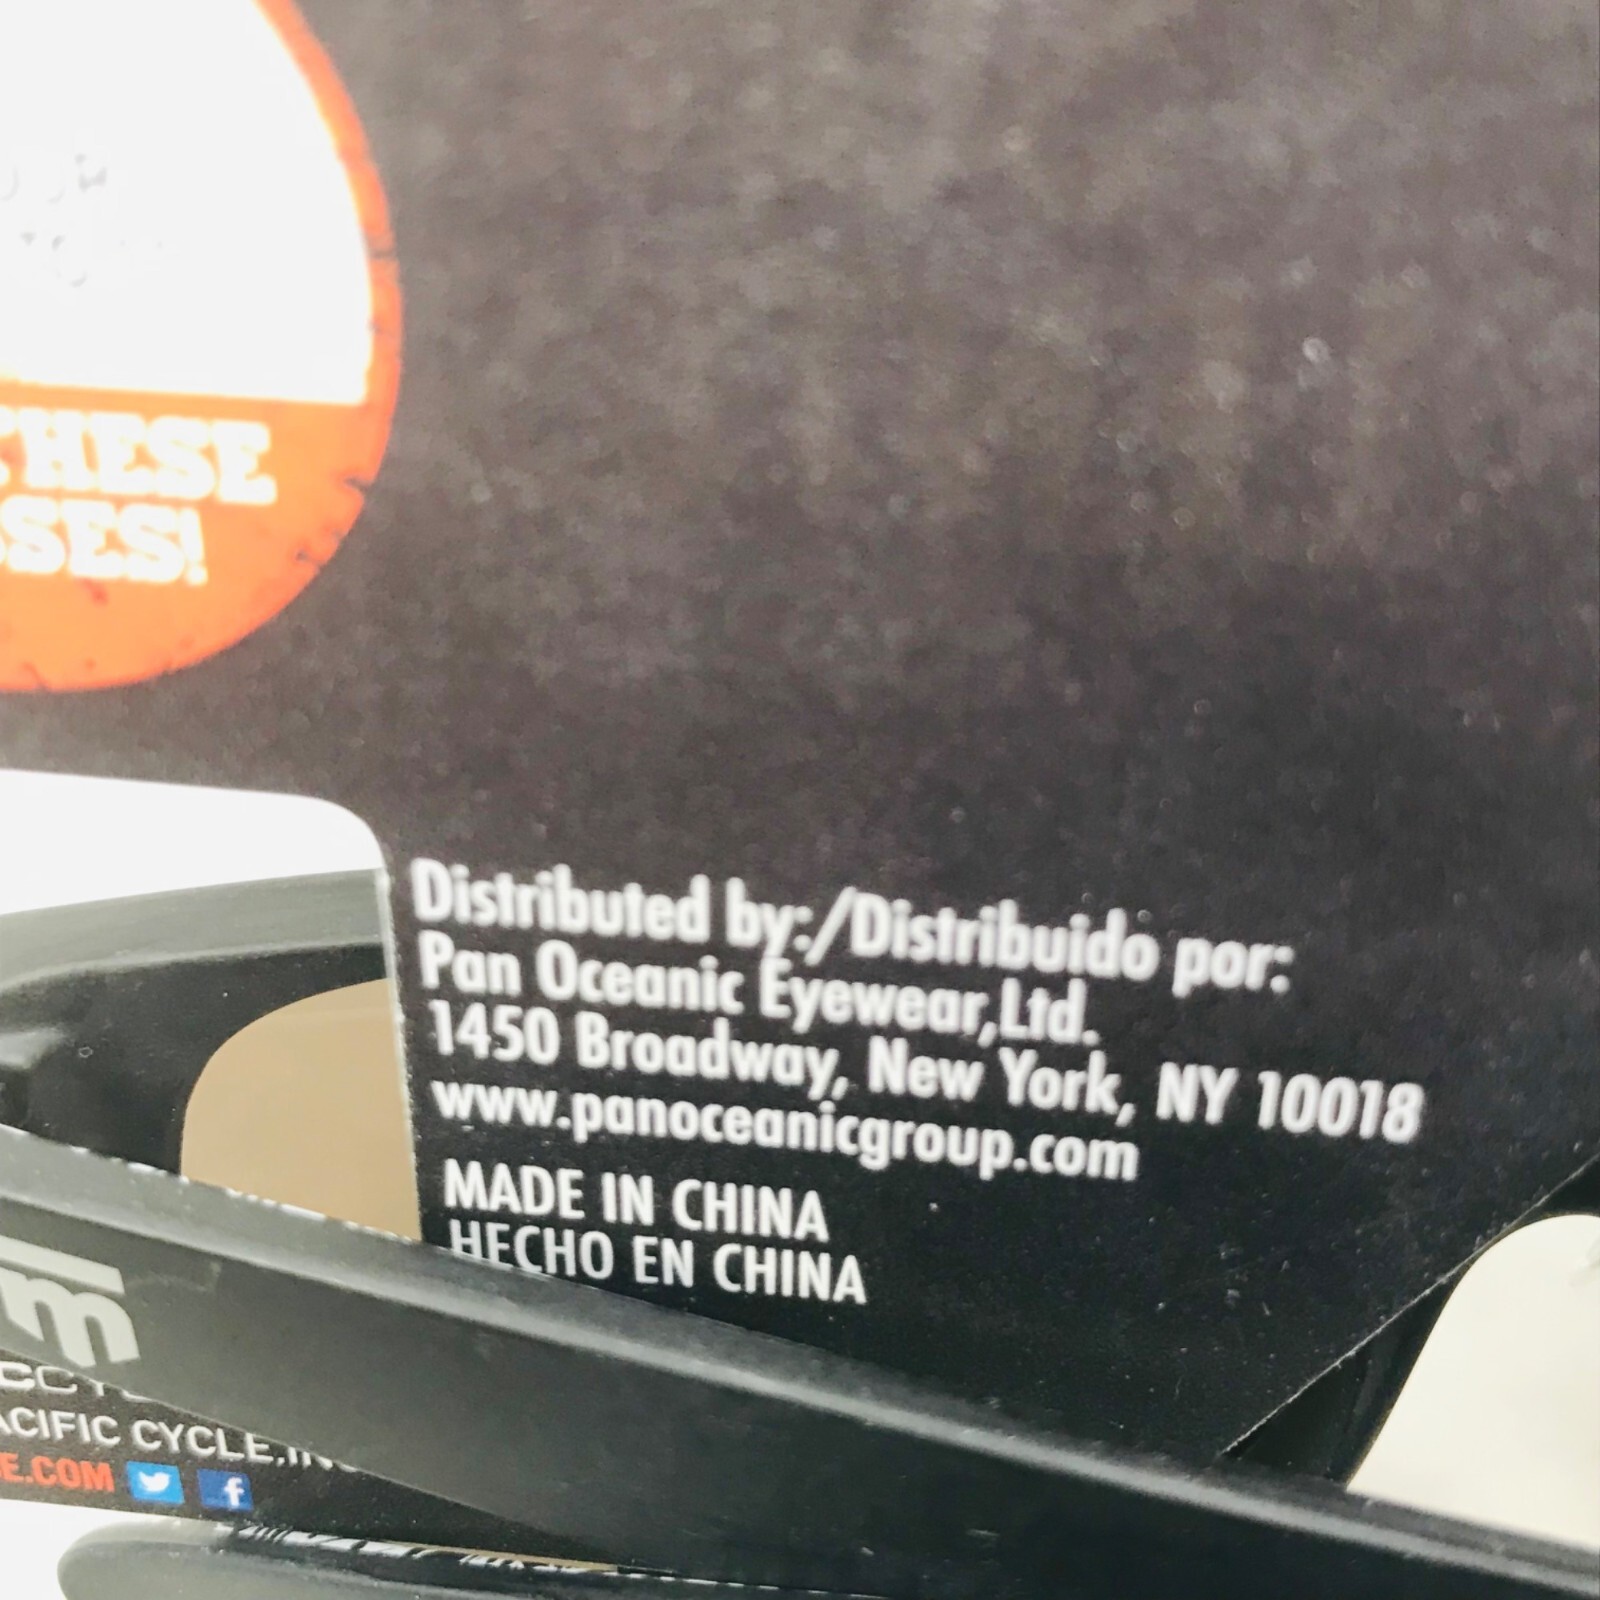 THESE
SSES!
Distributed by:/Distribuido por:
Pan Oceanic Eyewear,Ltd.
1450 Broadway, New York, NY 10018
www.panoceanicgroup.com
MADE IN CHINA
HECHO EN CHINA
m
ACIFIC CYCLE,IN
E.COM
f